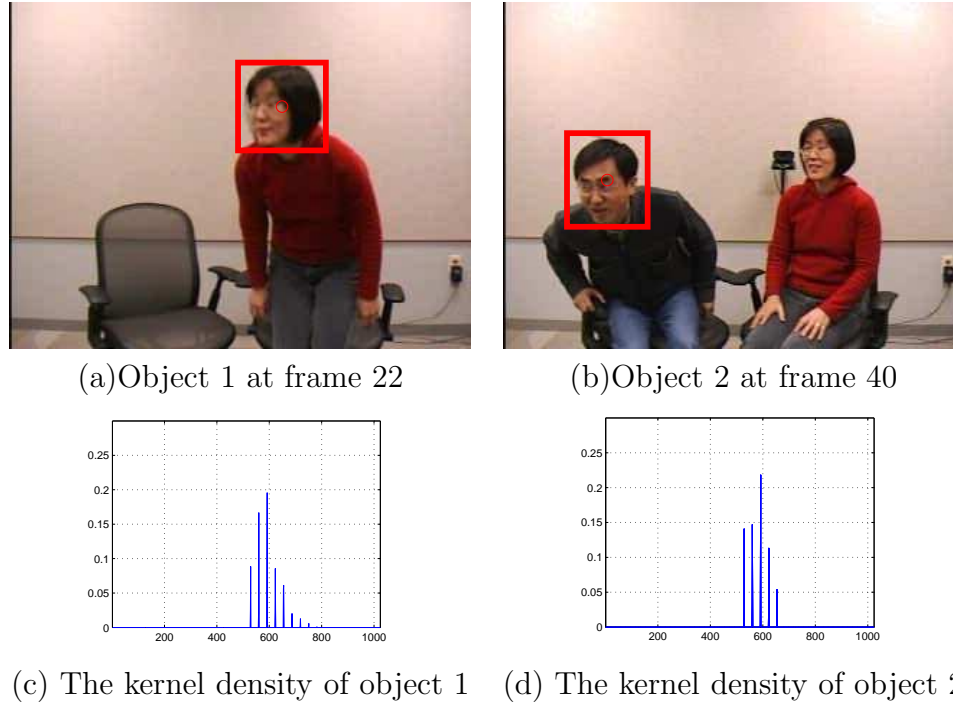 (a)Object 1 at frame 22
(b)Object 2 at frame 40
0.25
0.2
0.15
0.1
0.05
0
200 400 600 800 1000
0.25
0.2
0.15
0.1
0.05
0
200 400 600 800 1000
(c) The kernel density of object 1
(d) The kernel density of object 2